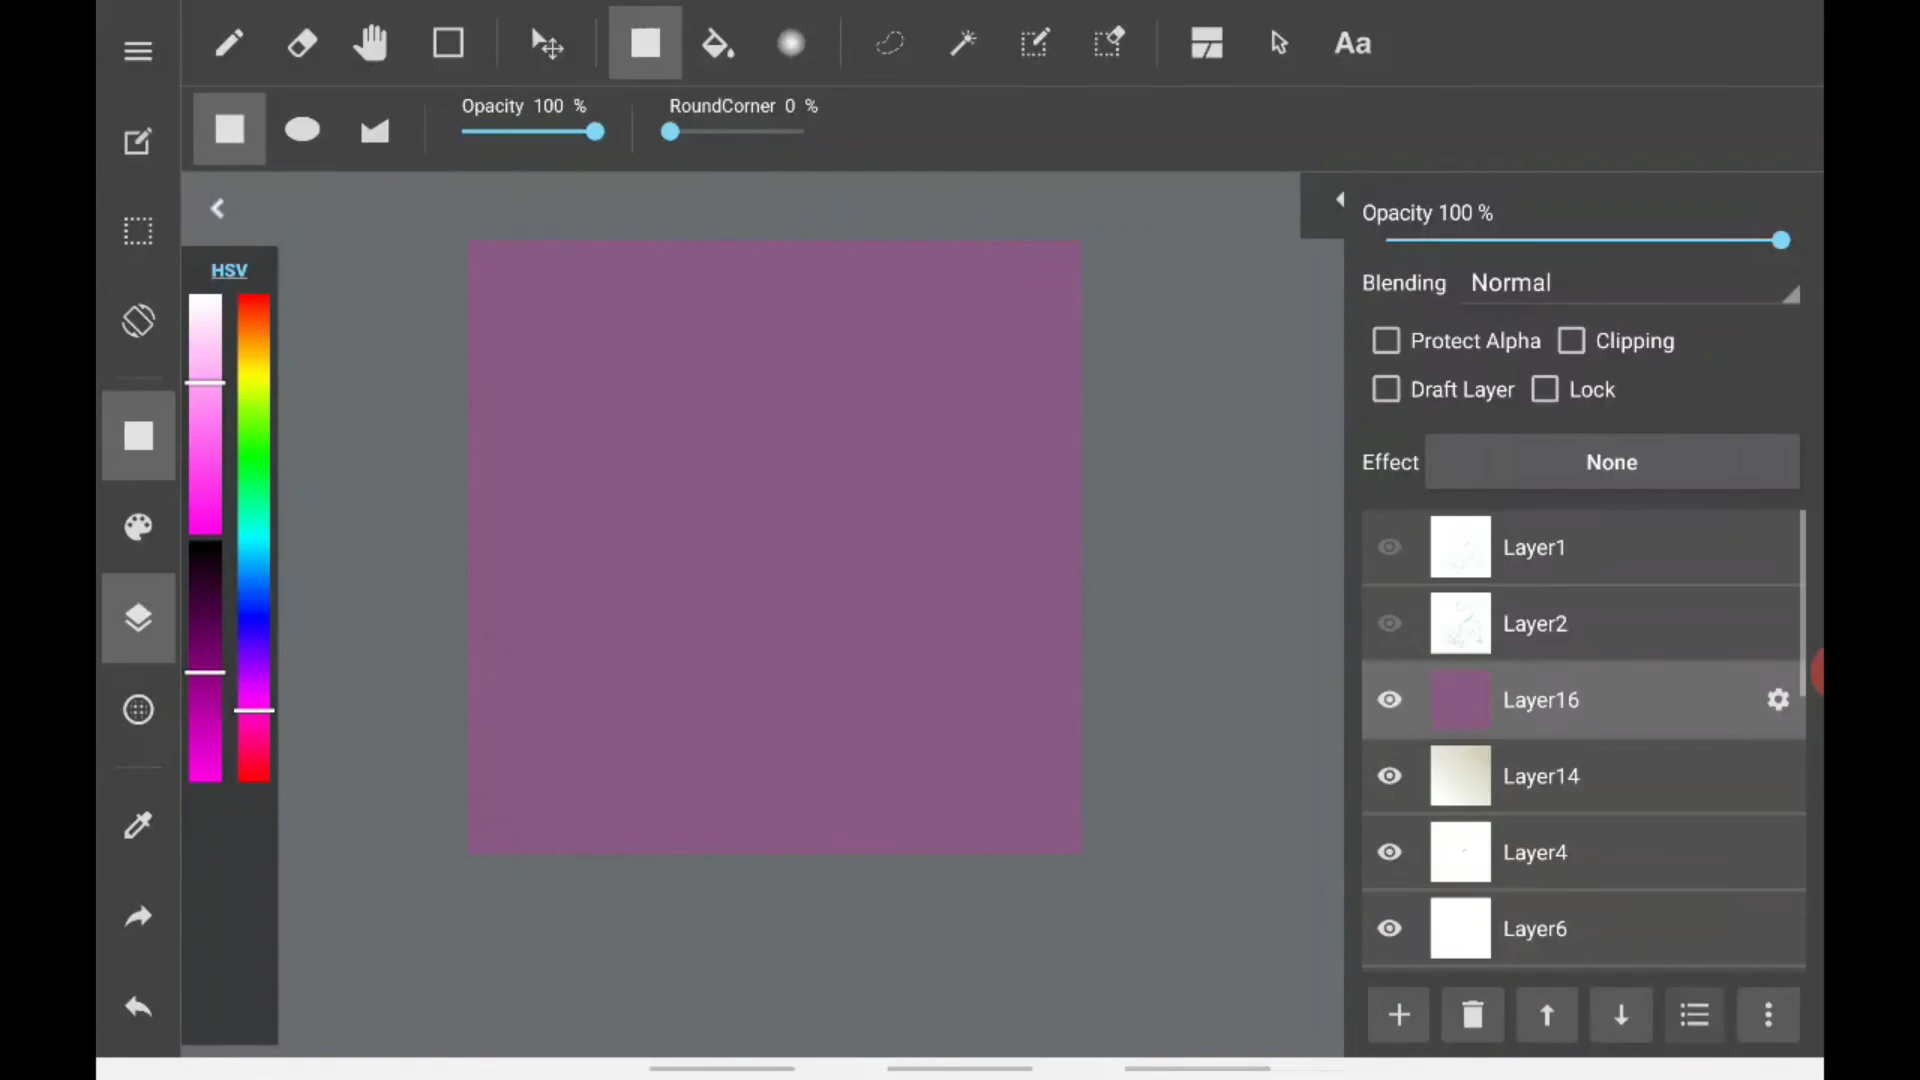 Aa
Opacity 100 %
RoundCorner 0 %
HSV
Opacity 100 %
Blending Normal
Protect Alpha Clipping
Draft Layer Lock
Effect None
Layer1
Layer2
Layer16
Layer14
Layer4
Layer6